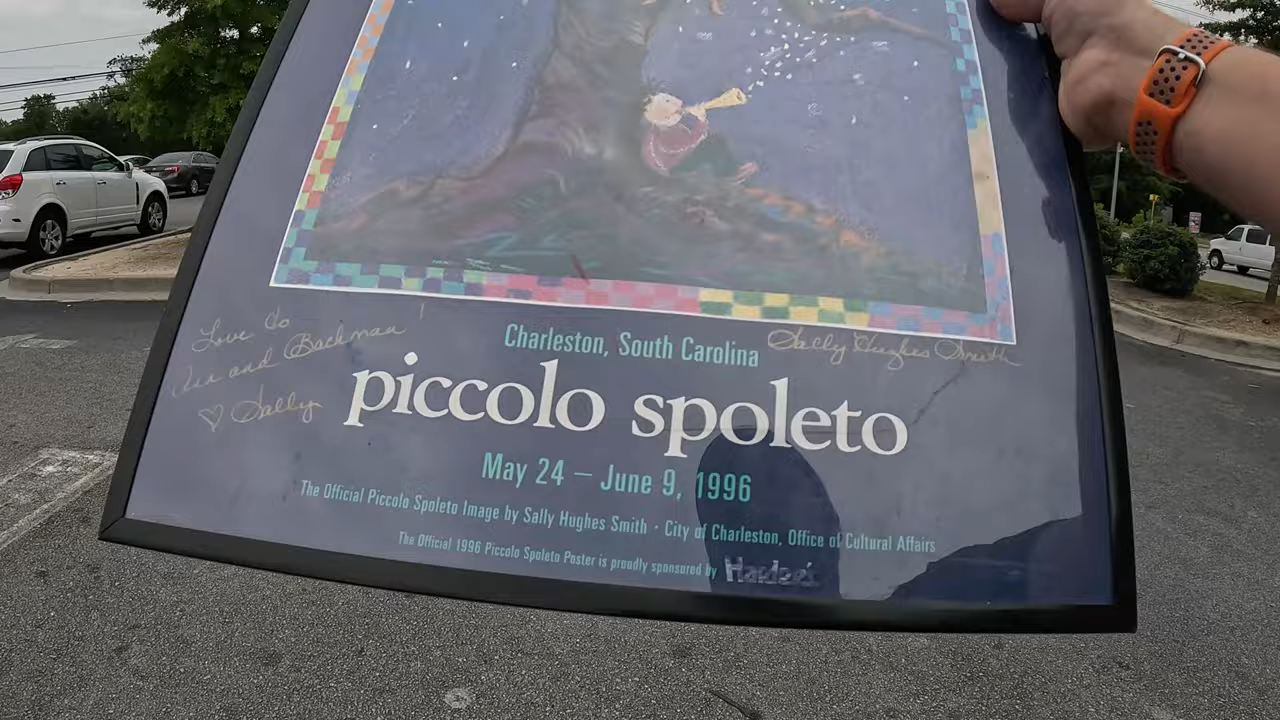 Love to
Ann and Bachman!
♡ Sally
Charleston, South Carolina
Sally Hughes Smith
piccolo spoleto
May 24 – June 9, 1996
The Official Piccolo Spoleto Image by Sally Hughes Smith · City of Charleston, Office of Cultural Affairs
The Official 1996 Piccolo Spoleto Poster is proudly sponsored by Hardee's